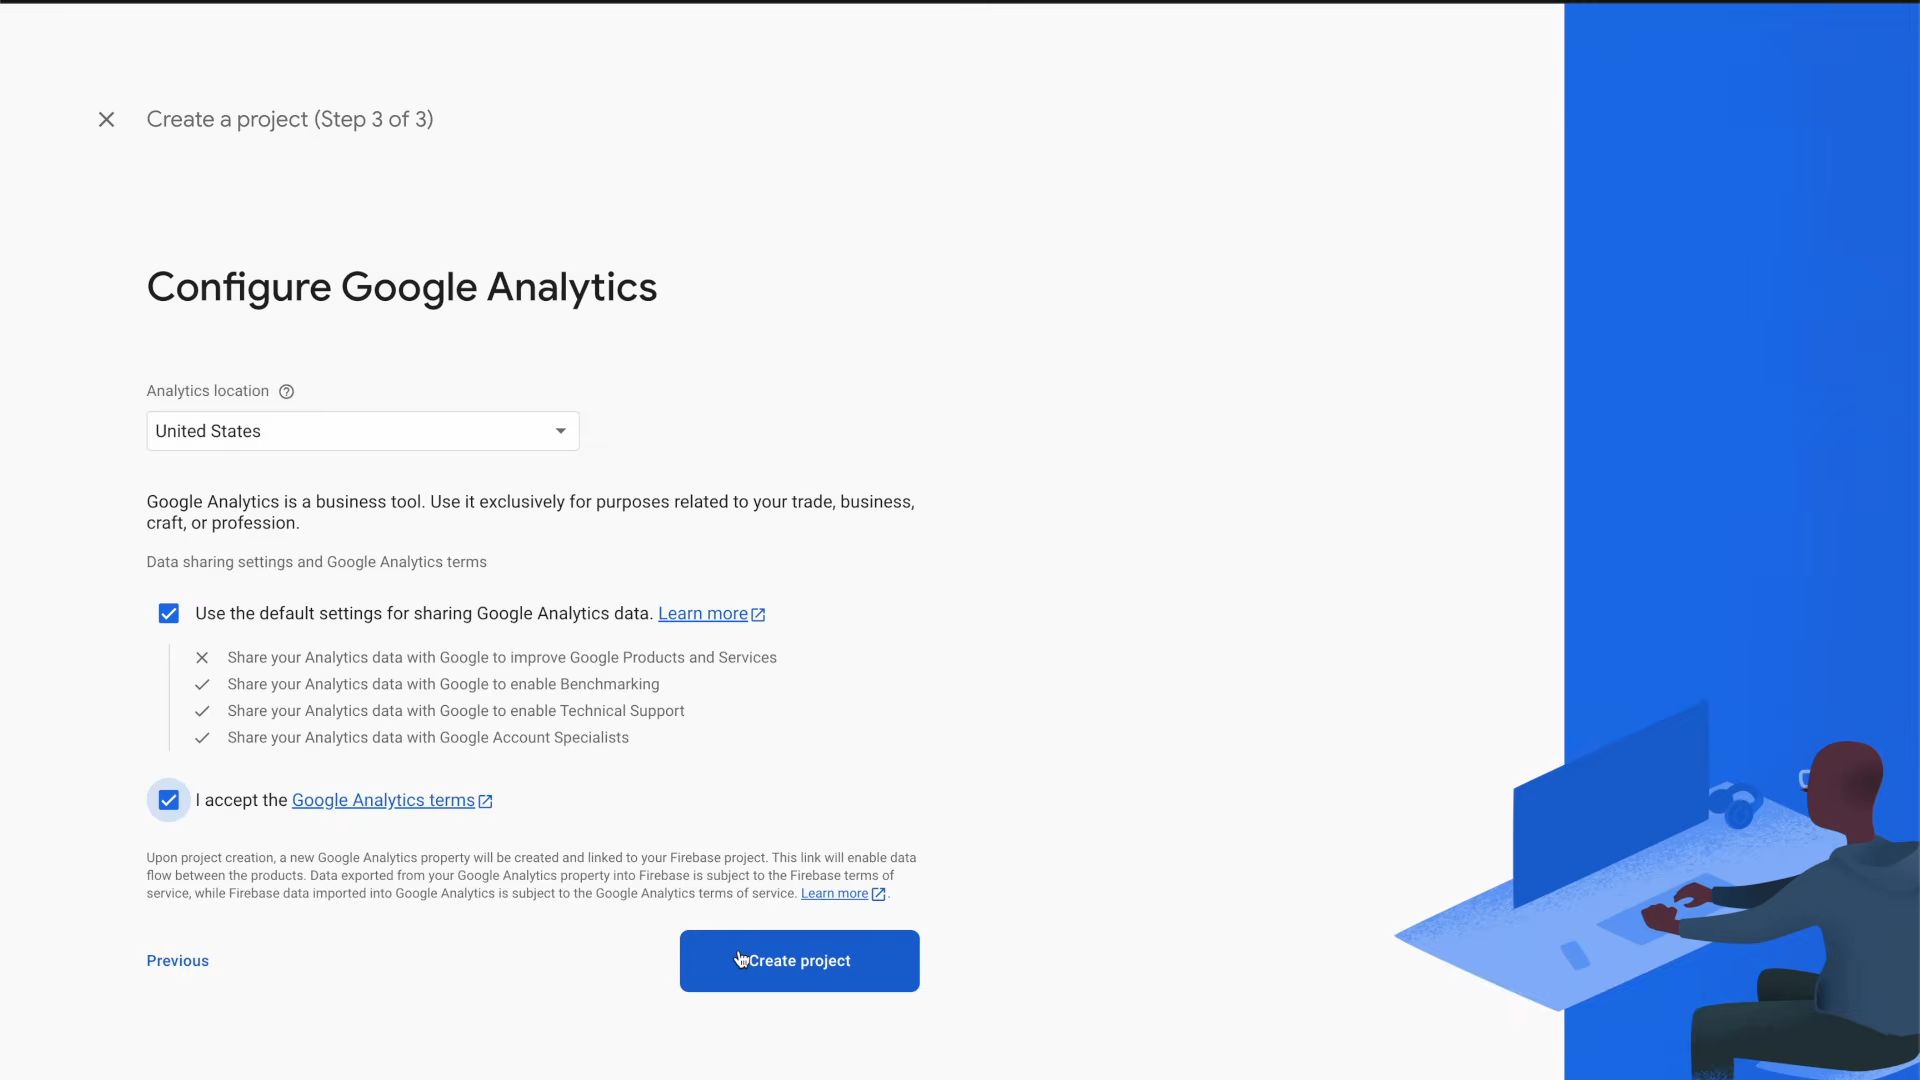 Create a project (Step 3 of 3)
Configure Google Analytics
Analytics location
United States
Google Analytics is a business tool. Use it exclusively for purposes related to your trade, business,
craft, or profession.
Data sharing settings and Google Analytics terms
Use the default settings for sharing Google Analytics data. Learn more
Share your Analytics data with Google to improve Google Products and Services
Share your Analytics data with Google to enable Benchmarking
Share your Analytics data with Google to enable Technical Support
Share your Analytics data with Google Account Specialists
I accept the Google Analytics terms
Upon project creation, a new Google Analytics property will be created and linked to your Firebase project. This link will enable data
flow between the products. Data exported from your Google Analytics property into Firebase is subject to the Firebase terms of
service, while Firebase data imported into Google Analytics is subject to the Google Analytics terms of service. Learn more.
Previous
Create project